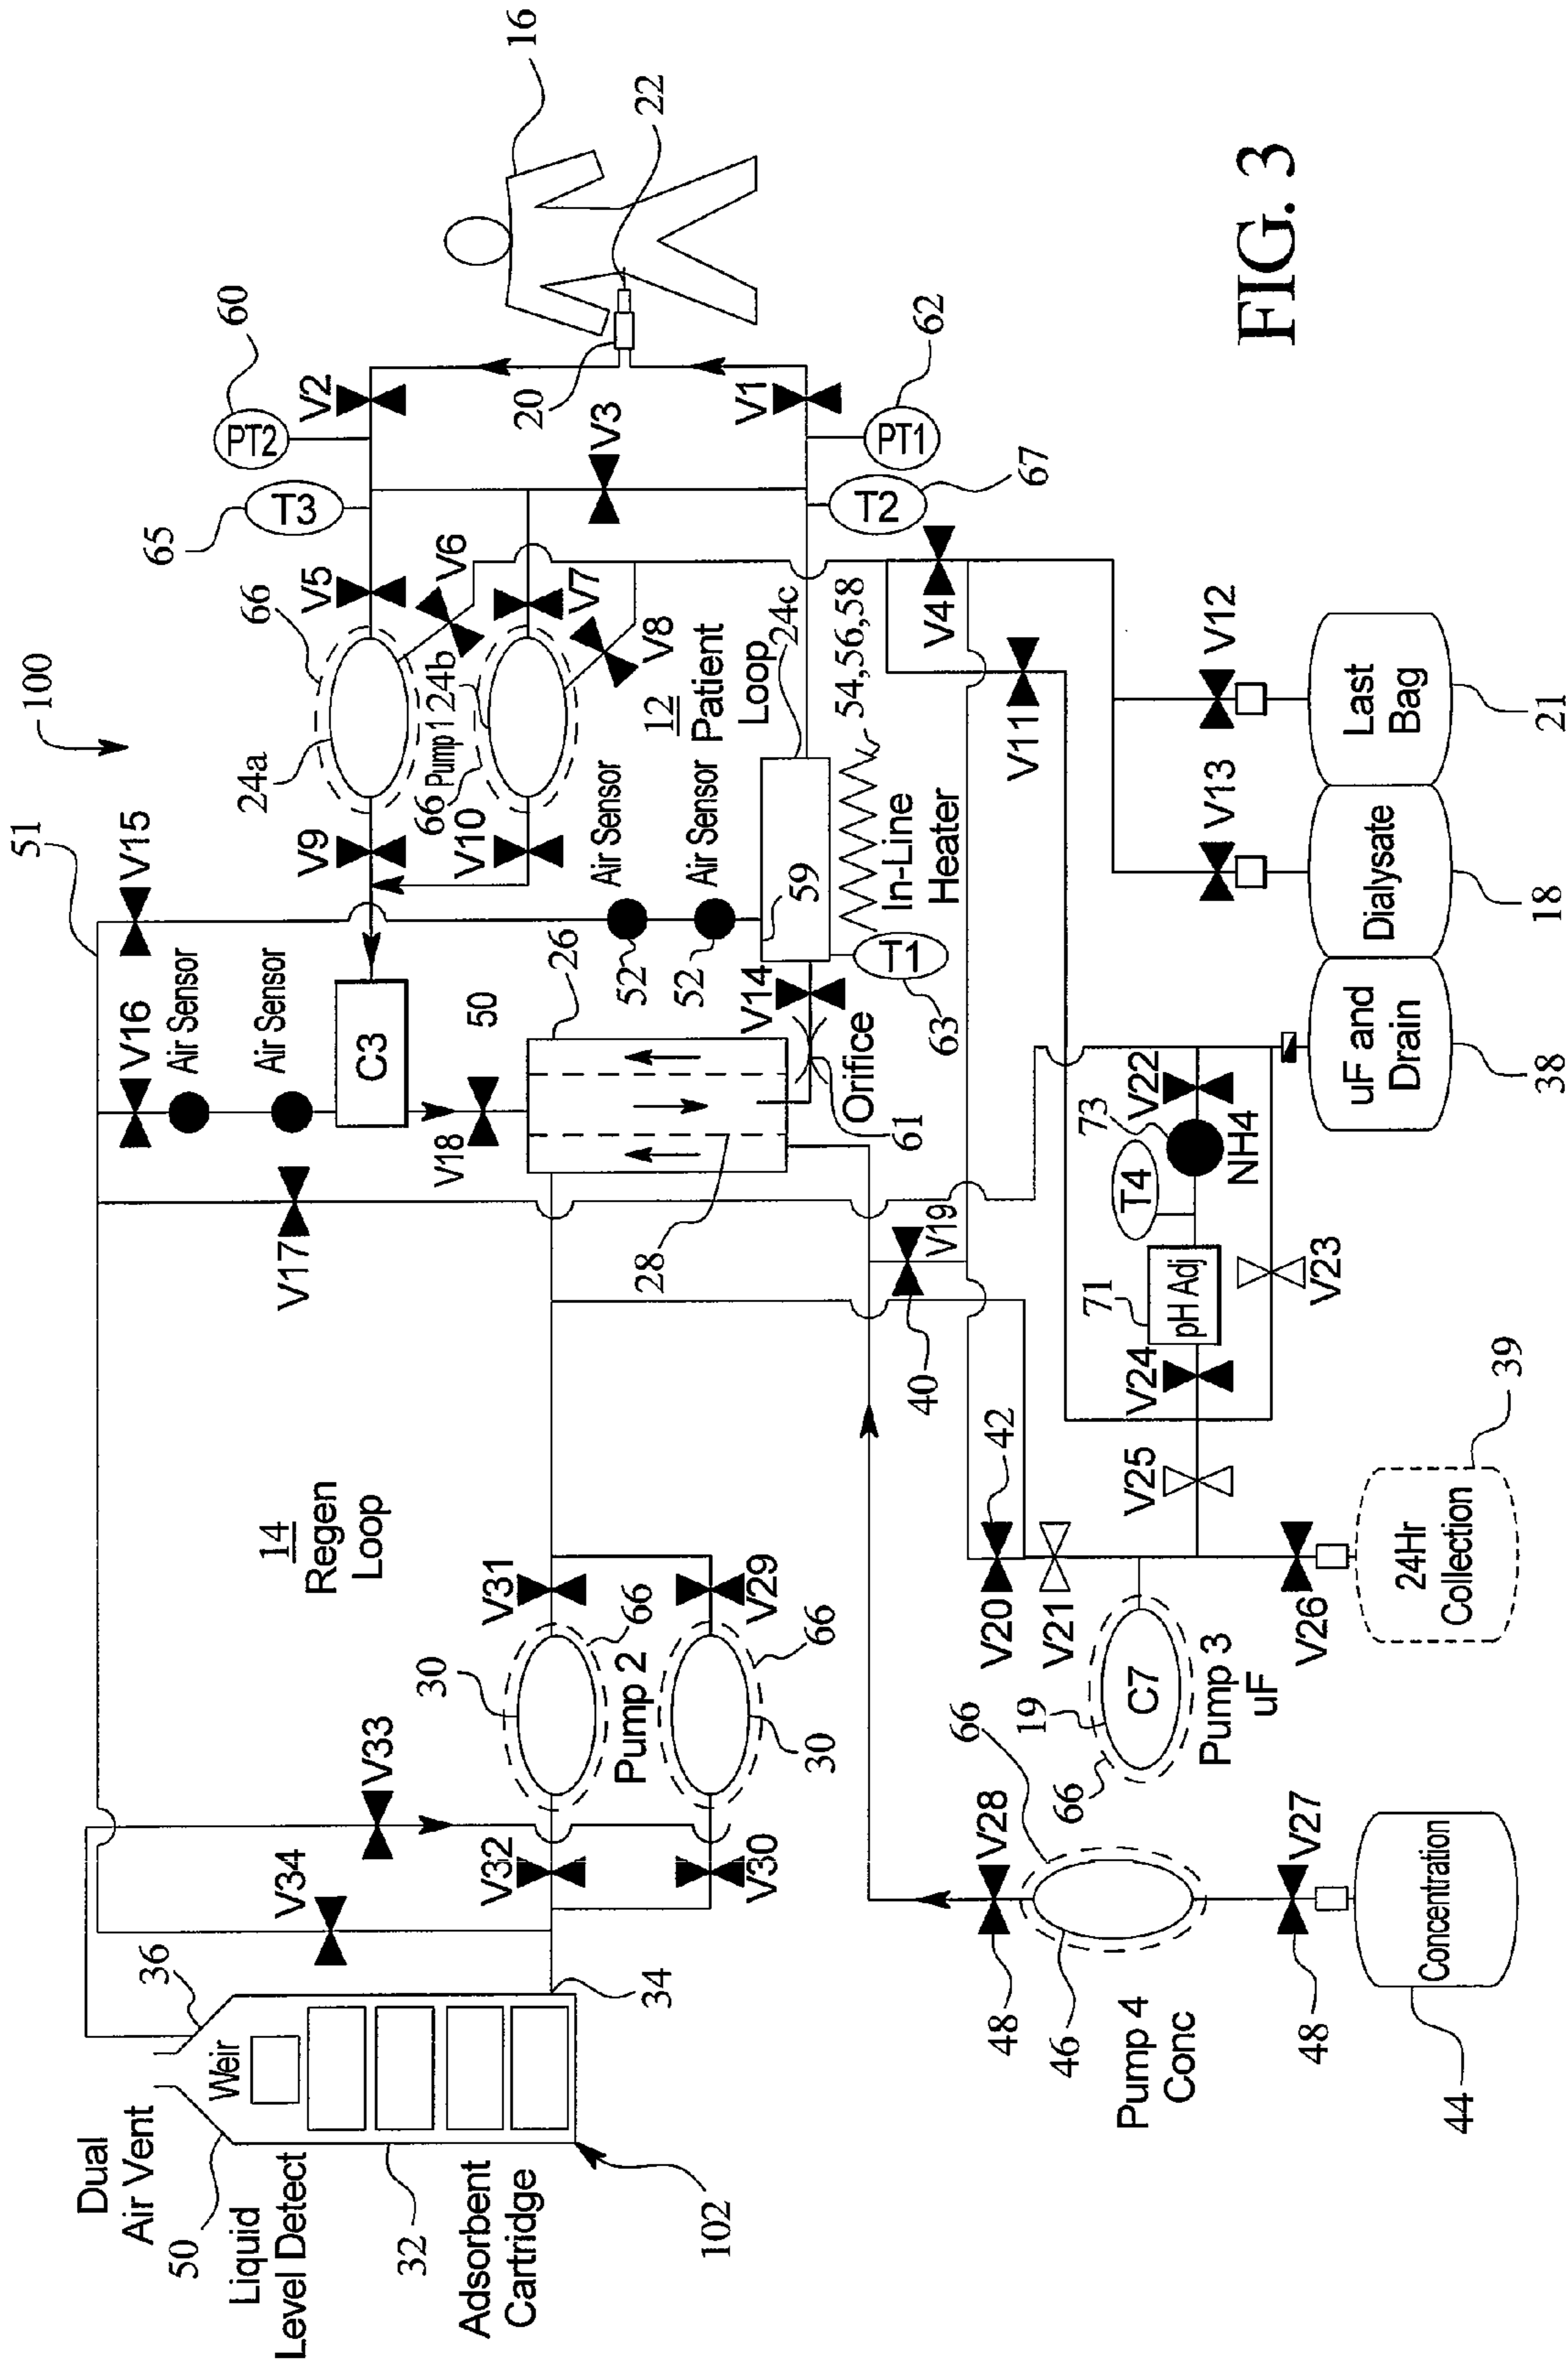 FIG. 3
100
51
V15
V16
Air Sensor
Air Sensor
V17
50
V18
C3
26
28
V9
V10
24a
66
66
Pump 1
24b
V5
V6
V7
V8
65
T3
60
PT2
V2
V3
20
22
16
V1
PT1
62
T2
67
12
Patient
Loop
24c
Air Sensor
Air Sensor
52
52
59
54,56,58
In-Line
Heater
T1
63
V14
Orifice
61
V4
V11
V12
V13
Last
Bag
21
Dialysate
18
uF and
Drain
38
V22
73
NH4
T4
71
pH Adj
V23
V24
V25
V19
40
42
V20
V21
V26
24Hr
Collection
39
14
Regen
Loop
V31
V29
66
66
30
Pump 2
30
V32
V30
V33
V34
36
34
Dual
Air Vent
50
Weir
Liquid
Level Detect
32
Adsorbent
Cartridge
102
C7
19
66
Pump 3
uF
66
V28
48
46
Pump 4
Conc
V27
48
Concentration
44